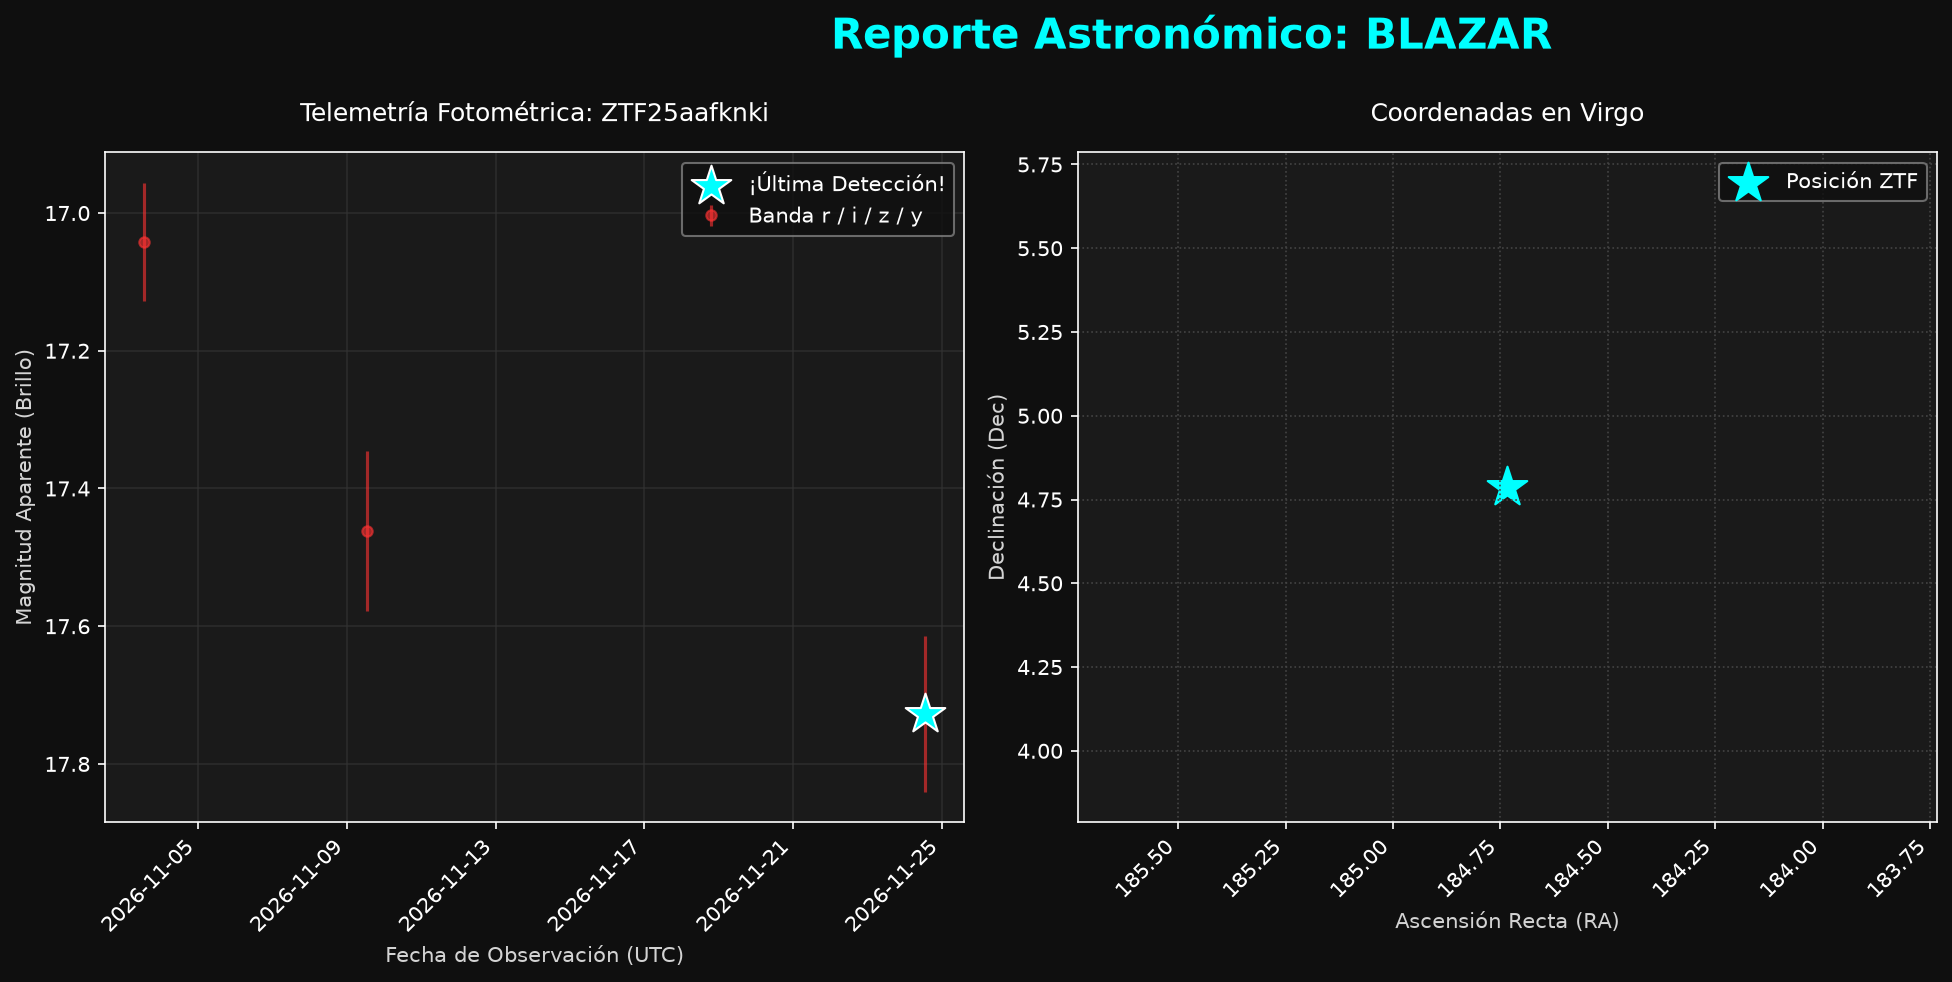 Reporte Astronómico: BLAZAR
Telemetría Fotométrica: ZTF25aafknki
¡Última Detección!
Banda r / i / z / y
Magnitud Aparente (Brillo)
17.0
17.2
17.4
17.6
17.8
2026-11-05
2026-11-09
2026-11-13
2026-11-17
2026-11-21
2026-11-25
Fecha de Observación (UTC)
Coordenadas en Virgo
Posición ZTF
Declinación (Dec)
5.75
5.50
5.25
5.00
4.75
4.50
4.25
4.00
185.50
185.25
185.00
184.75
184.50
184.25
184.00
183.75
Ascensión Recta (RA)